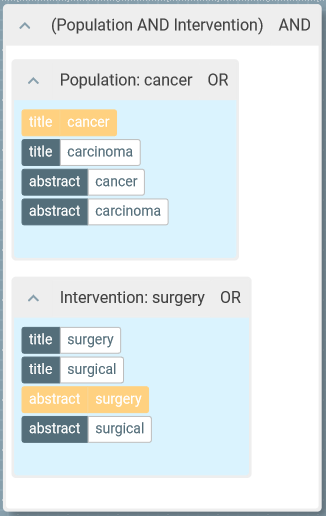 (Population AND Intervention) AND
Population: cancer OR
title cancer
title carcinoma
abstract cancer
abstract carcinoma
Intervention: surgery OR
title surgery
title surgical
abstract surgery
abstract surgical